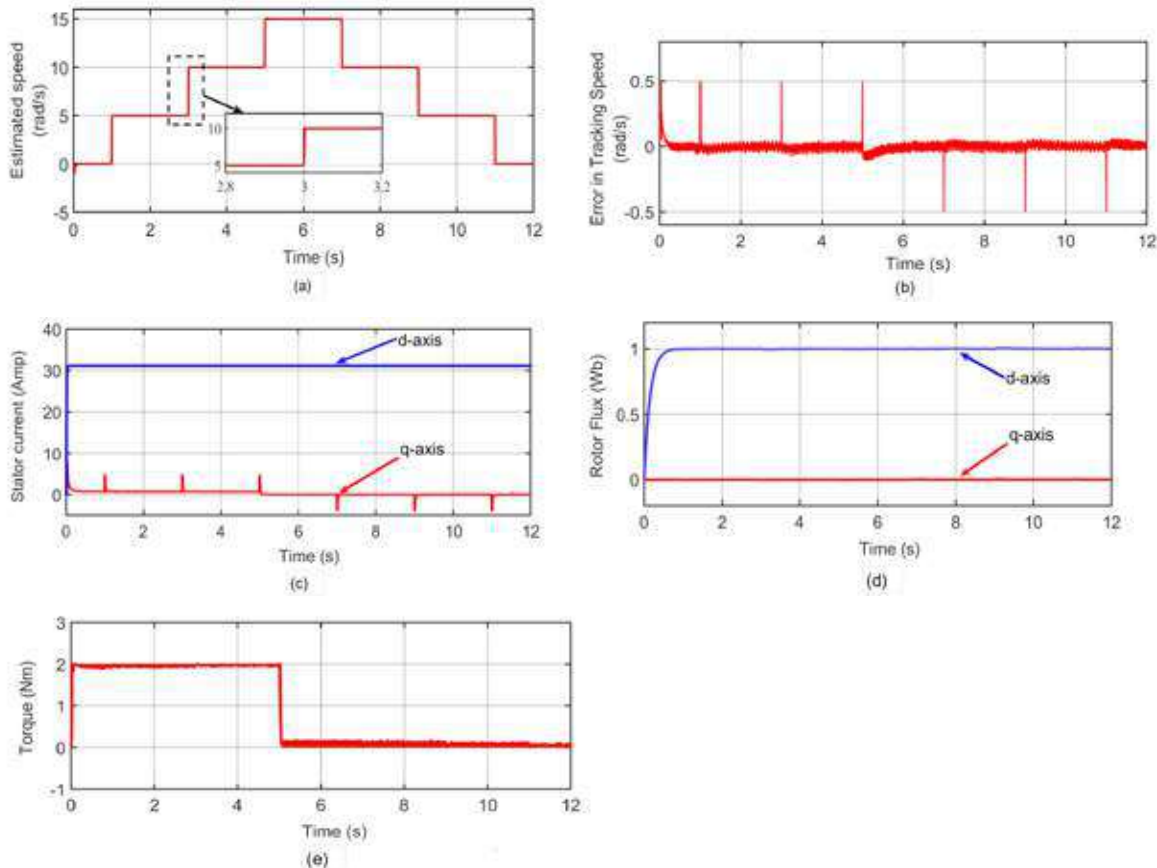 Estimated speed
(rad/s)
15
10
5
0
-5
10
5
2.8
3
3.2
0
2
4
6
8
10
12
Time (s)
(a)
Error in Tracking Speed
(rad/s)
0.5
0
-0.5
0
2
4
6
8
10
12
Time (s)
(b)
Stator current (Amp)
40
30
20
10
0
d-axis
q-axis
0
2
4
6
8
10
12
Time (s)
(c)
Rotor Flux (Wb)
1
0.5
0
d-axis
q-axis
0
2
4
6
8
10
12
Time (s)
(d)
Torque (Nm)
3
2
1
0
-1
0
2
4
6
8
10
12
Time (s)
(e)